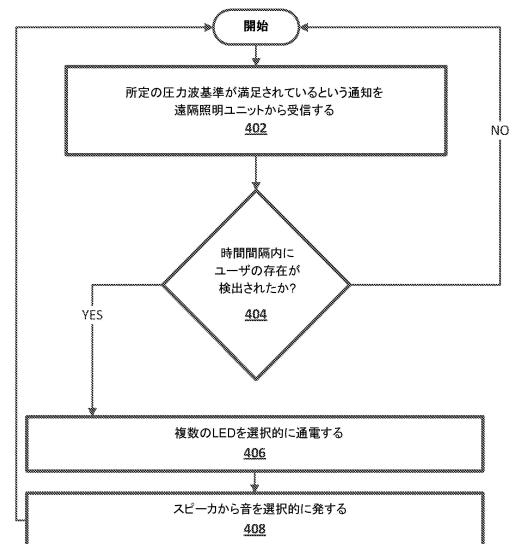 開始
所定の圧力波基準が満足されているという通知を
遠隔照明ユニットから受信する
402
NO
時間間隔内に
ユーザの存在が
検出されたか?
404
YES
複数のLEDを選択的に通電する
406
スピーカから音を選択的に発する
408